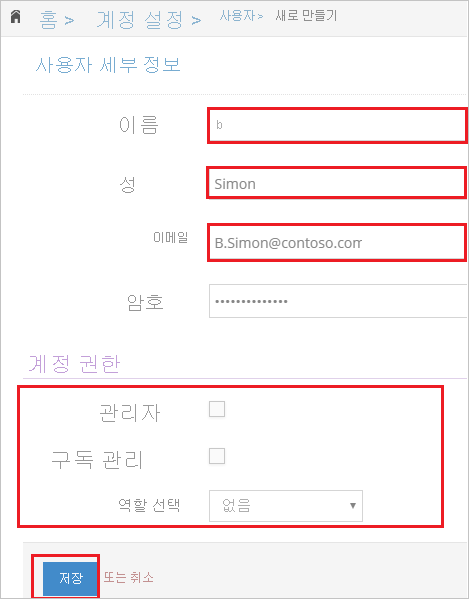 홈 > 계정 설정 > 사용자 > 새로 만들기
사용자 세부 정보
이름 b
성 Simon
이메일 B.Simon@contoso.com
암호 ••••••••••••••
계정 권한
관리자
구독 관리
역할 선택 없음
저장 또는 취소